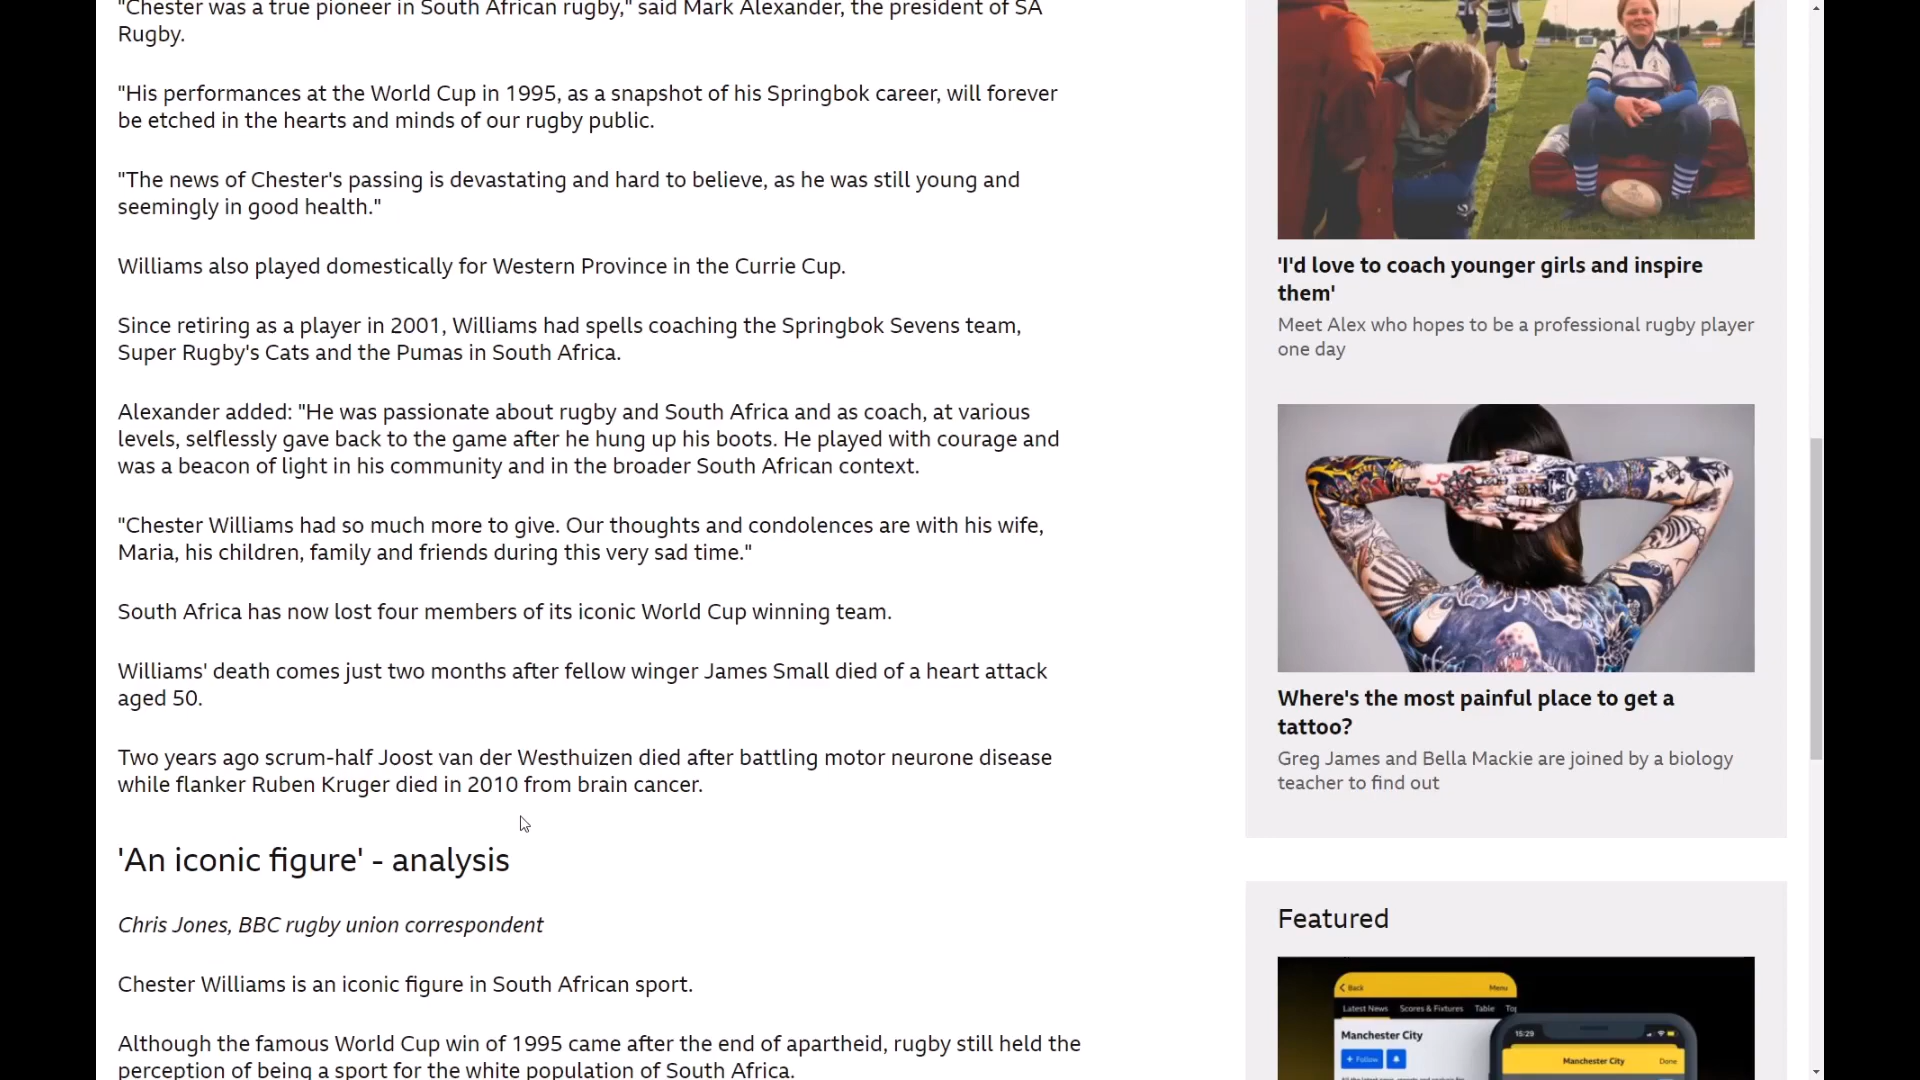 "Chester was a true pioneer in South African rugby," said Mark Alexander, the president of SA
Rugby.
"His performances at the World Cup in 1995, as a snapshot of his Springbok career, will forever
be etched in the hearts and minds of our rugby public.
"The news of Chester's passing is devastating and hard to believe, as he was still young and
seemingly in good health."
Williams also played domestically for Western Province in the Currie Cup.
Since retiring as a player in 2001, Williams had spells coaching the Springbok Sevens team,
Super Rugby's Cats and the Pumas in South Africa.
Alexander added: "He was passionate about rugby and South Africa and as coach, at various
levels, selflessly gave back to the game after he hung up his boots. He played with courage and
was a beacon of light in his community and in the broader South African context.
"Chester Williams had so much more to give. Our thoughts and condolences are with his wife,
Maria, his children, family and friends during this very sad time."
South Africa has now lost four members of its iconic World Cup winning team.
Williams' death comes just two months after fellow winger James Small died of a heart attack
aged 50.
Two years ago scrum-half Joost van der Westhuizen died after battling motor neurone disease
while flanker Ruben Kruger died in 2010 from brain cancer.
'An iconic figure' - analysis
Chris Jones, BBC rugby union correspondent
Chester Williams is an iconic figure in South African sport.
Although the famous World Cup win of 1995 came after the end of apartheid, rugby still held the
perception of being a sport for the white population of South Africa.
'I'd love to coach younger girls and inspire
them'
Meet Alex who hopes to be a professional rugby player
one day
Where's the most painful place to get a
tattoo?
Greg James and Bella Mackie are joined by a biology
teacher to find out
Featured
Back Menu
Latest News Scores & Fixtures Table
Manchester City
+ Follow
15:29
Manchester City Done